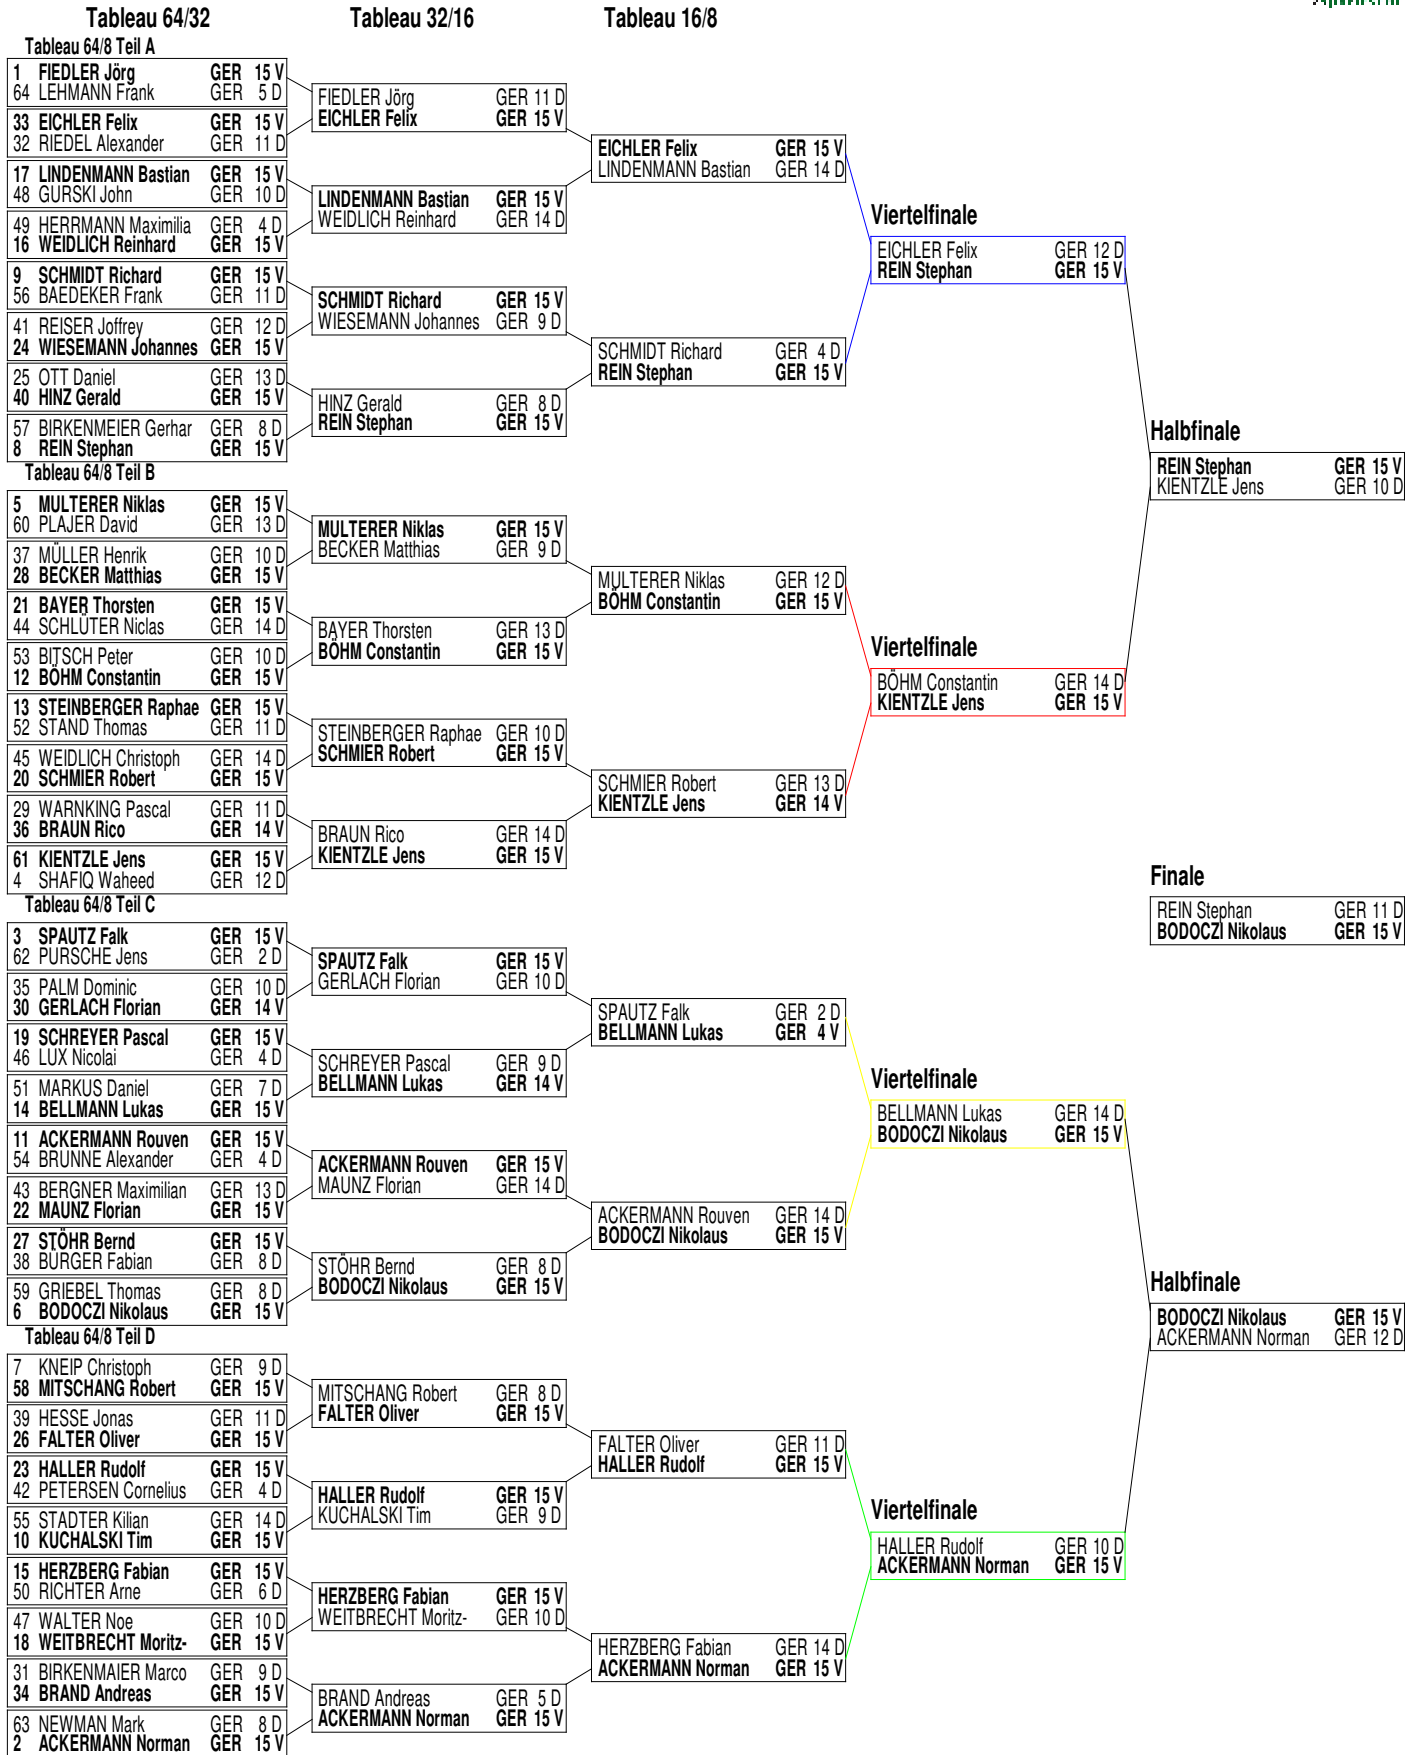 Tableau 64/32
Tableau 32/16
Tableau 16/8
Tableau 64/8 Teil A
1 FIEDLER Jörg GER 15 V
64 LEHMANN Frank GER 5 D
33 EICHLER Felix GER 15 V
32 RIEDEL Alexander GER 11 D
17 LINDENMANN Bastian GER 15 V
48 GURSKI John GER 10 D
49 HERRMANN Maximilia GER 4 D
16 WEIDLICH Reinhard GER 15 V
9 SCHMIDT Richard GER 15 V
56 BAEDEKER Frank GER 11 D
41 REISER Joffrey GER 12 D
24 WIESEMANN Johannes GER 15 V
25 OTT Daniel GER 13 D
40 HINZ Gerald GER 15 V
57 BIRKENMEIER Gerhar GER 8 D
8 REIN Stephan GER 15 V
Tableau 64/8 Teil B
5 MULTERER Niklas GER 15 V
60 PLAJER David GER 13 D
37 MÜLLER Henrik GER 10 D
28 BECKER Matthias GER 15 V
21 BAYER Thorsten GER 15 V
44 SCHLÜTER Niclas GER 14 D
53 BITSCH Peter GER 10 D
12 BÖHM Constantin GER 15 V
13 STEINBERGER Raphae GER 15 V
52 STAND Thomas GER 11 D
45 WEIDLICH Christoph GER 14 D
20 SCHMIER Robert GER 15 V
29 WARNKING Pascal GER 11 D
36 BRAUN Rico GER 14 V
61 KIENTZLE Jens GER 15 V
4 SHAFIQ Waheed GER 12 D
Tableau 64/8 Teil C
3 SPAUTZ Falk GER 15 V
62 PURSCHE Jens GER 2 D
35 PALM Dominic GER 10 D
30 GERLACH Florian GER 14 V
19 SCHREYER Pascal GER 15 V
46 LUX Nicolai GER 4 D
51 MARKUS Daniel GER 7 D
14 BELLMANN Lukas GER 15 V
11 ACKERMANN Rouven GER 15 V
54 BRUNNE Alexander GER 4 D
43 BERGNER Maximilian GER 13 D
22 MAUNZ Florian GER 15 V
27 STÖHR Bernd GER 15 V
38 BÜRGER Fabian GER 8 D
59 GRIEBEL Thomas GER 8 D
6 BODOCZI Nikolaus GER 15 V
Tableau 64/8 Teil D
7 KNEIP Christoph GER 9 D
58 MITSCHANG Robert GER 15 V
39 HESSE Jonas GER 11 D
26 FALTER Oliver GER 15 V
23 HALLER Rudolf GER 15 V
42 PETERSEN Cornelius GER 4 D
55 STADTER Kilian GER 14 D
10 KUCHALSKI Tim GER 15 V
15 HERZBERG Fabian GER 15 V
50 RICHTER Arne GER 6 D
47 WALTER Noe GER 10 D
18 WEITBRECHT Moritz- GER 15 V
31 BIRKENMAIER Marco GER 9 D
34 BRAND Andreas GER 15 V
63 NEWMAN Mark GER 8 D
2 ACKERMANN Norman GER 15 V
FIEDLER Jörg GER 11 D
EICHLER Felix GER 15 V
LINDENMANN Bastian GER 15 V
WEIDLICH Reinhard GER 14 D
SCHMIDT Richard GER 15 V
WIESEMANN Johannes GER 9 D
HINZ Gerald GER 8 D
REIN Stephan GER 15 V
MULTERER Niklas GER 15 V
BECKER Matthias GER 9 D
BAYER Thorsten GER 13 D
BÖHM Constantin GER 15 V
STEINBERGER Raphae GER 10 D
SCHMIER Robert GER 15 V
BRAUN Rico GER 14 D
KIENTZLE Jens GER 15 V
SPAUTZ Falk GER 15 V
GERLACH Florian GER 10 D
SCHREYER Pascal GER 9 D
BELLMANN Lukas GER 14 V
ACKERMANN Rouven GER 15 V
MAUNZ Florian GER 14 D
STÖHR Bernd GER 8 D
BODOCZI Nikolaus GER 15 V
MITSCHANG Robert GER 8 D
FALTER Oliver GER 15 V
HALLER Rudolf GER 15 V
KUCHALSKI Tim GER 9 D
HERZBERG Fabian GER 15 V
WEITBRECHT Moritz- GER 10 D
BRAND Andreas GER 5 D
ACKERMANN Norman GER 15 V
EICHLER Felix GER 15 V
LINDENMANN Bastian GER 14 D
SCHMIDT Richard GER 4 D
REIN Stephan GER 15 V
MULTERER Niklas GER 12 D
BÖHM Constantin GER 15 V
SCHMIER Robert GER 13 D
KIENTZLE Jens GER 14 V
SPAUTZ Falk GER 2 D
BELLMANN Lukas GER 4 V
ACKERMANN Rouven GER 14 D
BODOCZI Nikolaus GER 15 V
FALTER Oliver GER 11 D
HALLER Rudolf GER 15 V
HERZBERG Fabian GER 14 D
ACKERMANN Norman GER 15 V
Viertelfinale
EICHLER Felix GER 12 D
REIN Stephan GER 15 V
Viertelfinale
BÖHM Constantin GER 14 D
KIENTZLE Jens GER 15 V
Viertelfinale
BELLMANN Lukas GER 14 D
BODOCZI Nikolaus GER 15 V
Viertelfinale
HALLER Rudolf GER 10 D
ACKERMANN Norman GER 15 V
Halbfinale
REIN Stephan GER 15 V
KIENTZLE Jens GER 10 D
Finale
REIN Stephan GER 11 D
BODOCZI Nikolaus GER 15 V
Halbfinale
BODOCZI Nikolaus GER 15 V
ACKERMANN Norman GER 12 D